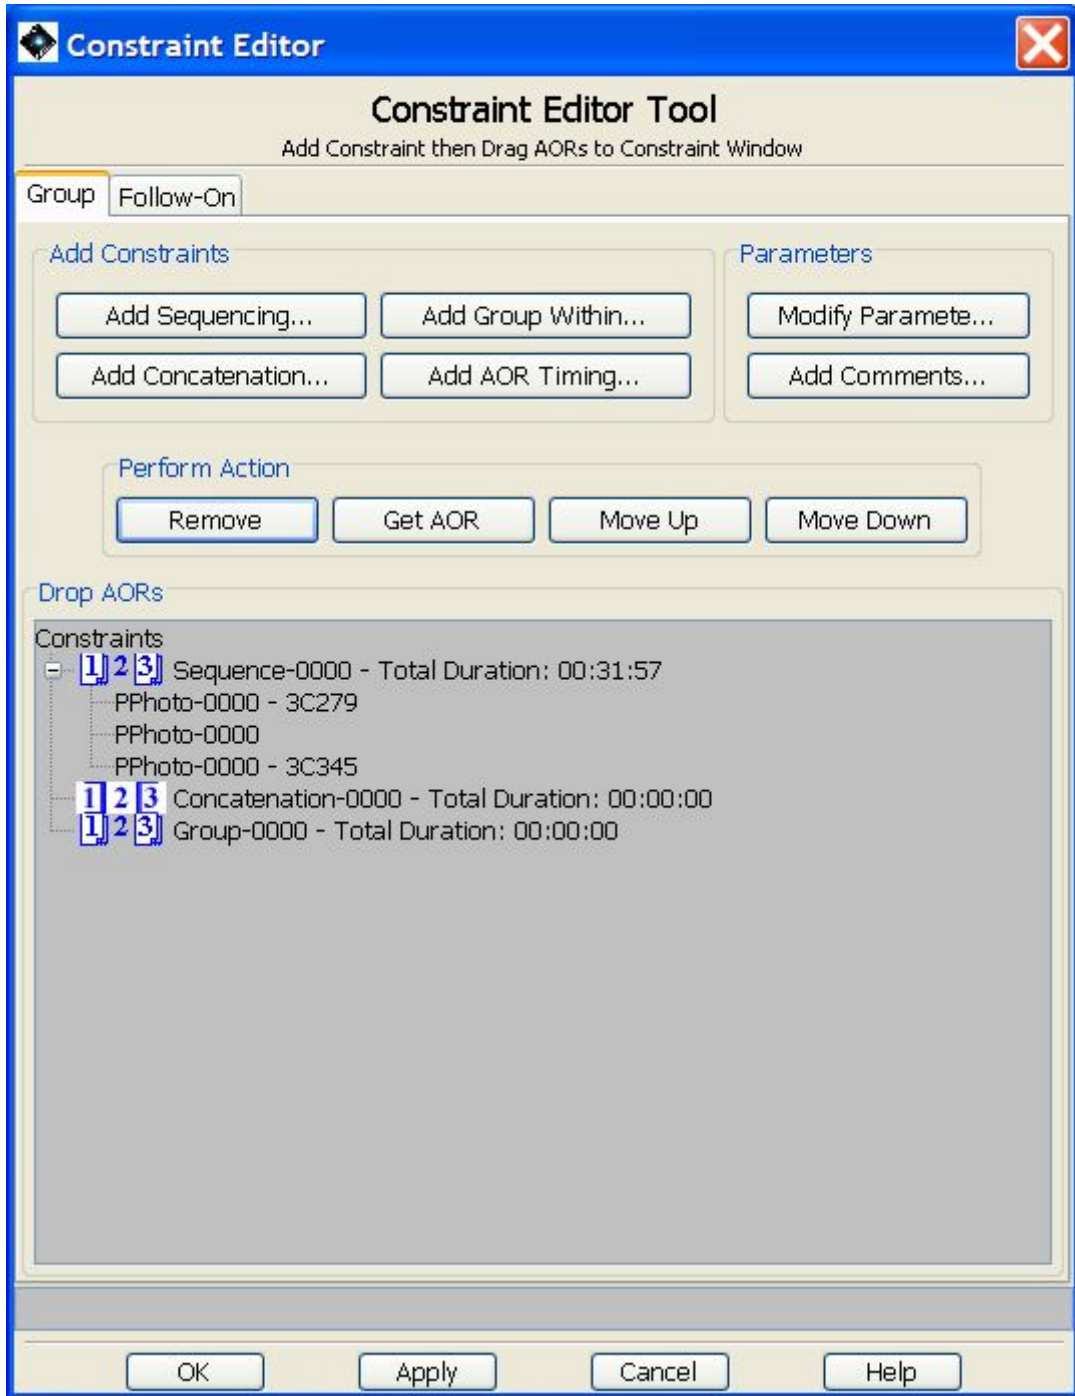 Constraint Editor
Constraint Editor Tool
Add Constraint then Drag AORs to Constraint Window
Group Follow-On
Add Constraints Parameters
Add Sequencing... Add Group Within... Modify Paramete...
Add Concatenation... Add AOR Timing... Add Comments...
Perform Action
Remove Get AOR Move Up Move Down
Drop AORs
Constraints
1 2 3 Sequence-0000 - Total Duration: 00:31:57
PPhoto-0000 - 3C279
PPhoto-0000
PPhoto-0000 - 3C345
1 2 3 Concatenation-0000 - Total Duration: 00:00:00
1 2 3 Group-0000 - Total Duration: 00:00:00
OK Apply Cancel Help